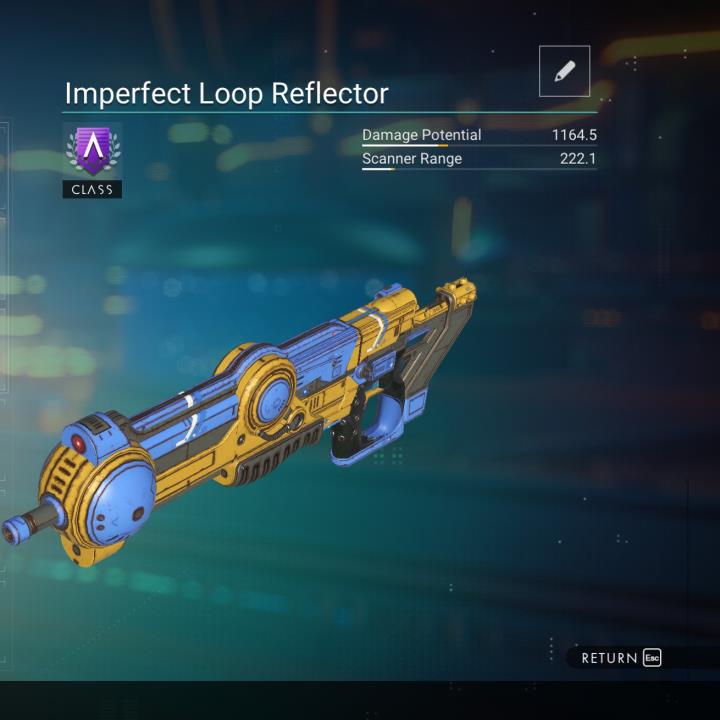 Imperfect Loop Reflector
Damage Potential 1164.5
Scanner Range 222.1
A
CLASS
RETURN Esc